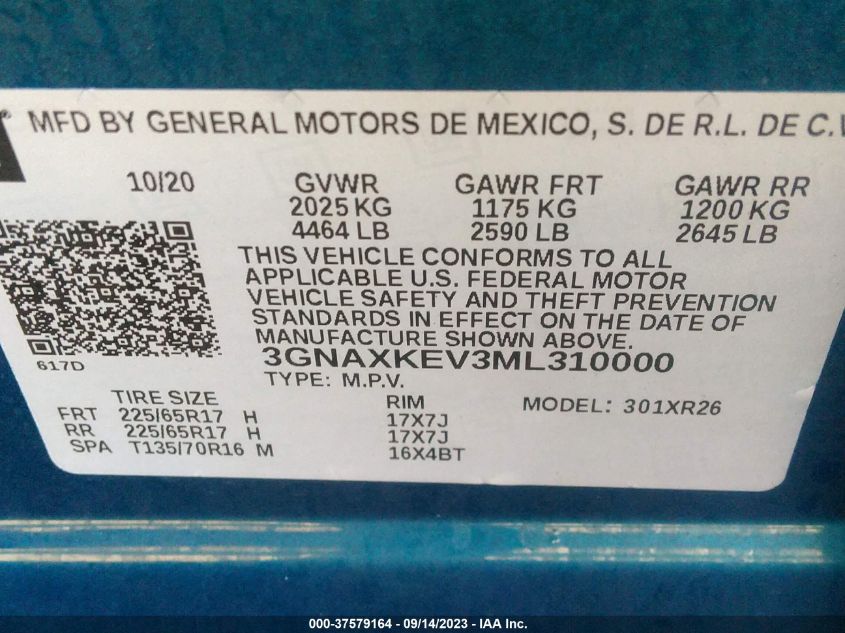 MFD BY GENERAL MOTORS DE MEXICO, S. DE R.L. DE C.V
10/20 GVWR GAWR FRT GAWR RR
2025 KG 1175 KG 1200 KG
4464 LB 2590 LB 2645 LB
THIS VEHICLE CONFORMS TO ALL
APPLICABLE U.S. FEDERAL MOTOR
VEHICLE SAFETY AND THEFT PREVENTION
STANDARDS IN EFFECT ON THE DATE OF
MANUFACTURE SHOWN ABOVE.
617D
3GNAXKEV3ML310000
TYPE: M.P.V.
TIRE SIZE RIM MODEL: 301XR26
FRT 225/65R17 H 17X7J
RR 225/65R17 H 17X7J
SPA T135/70R16 M 16X4BT
000-37579164 - 09/14/2023 - IAA Inc.